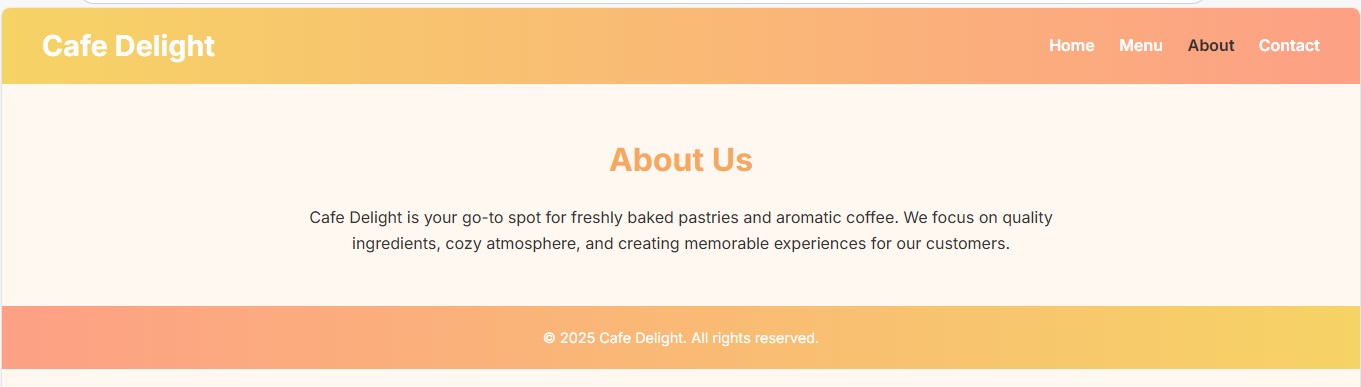 Cafe Delight
Home Menu About Contact
About Us
Cafe Delight is your go-to spot for freshly baked pastries and aromatic coffee. We focus on quality
ingredients, cozy atmosphere, and creating memorable experiences for our customers.
© 2025 Cafe Delight. All rights reserved.